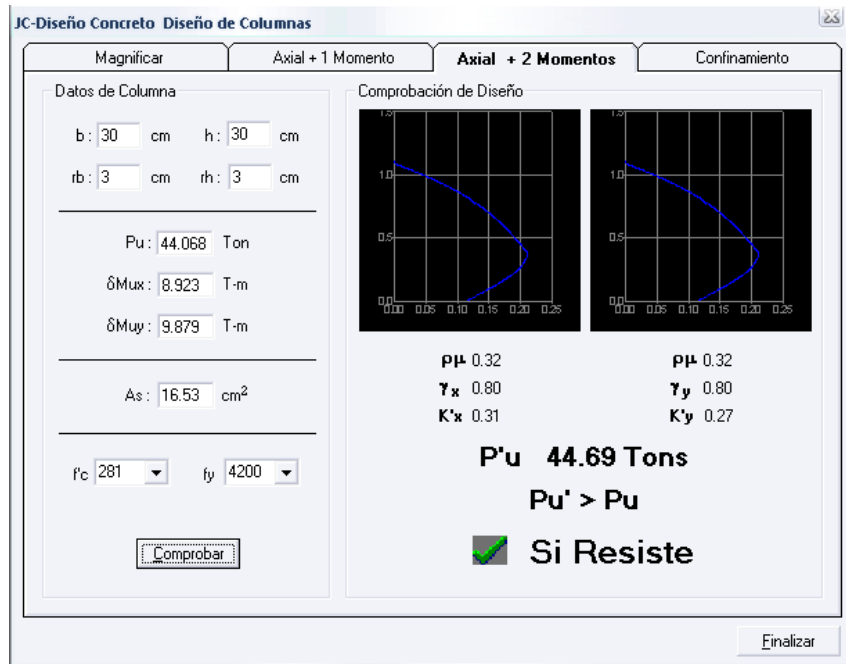 JC-Diseño Concreto Diseño de Columnas
Magnificar
Axial + 1 Momento
Axial + 2 Momentos
Confinamiento
Datos de Columna
b: 30 cm h: 30 cm
rb: 3 cm rh: 3 cm
Pu: 44.068 Ton
δMux: 8.923 T-m
δMuy: 9.879 T-m
As: 16.53 cm²
f'c 281 fy 4200
Comprobar
Comprobación de Diseño
1.5
1.0
0.5
0.0
0.00 0.05 0.10 0.15 0.20 0.25
1.5
1.0
0.5
0.0
0.00 0.05 0.10 0.15 0.20 0.25
ρμ 0.32
γx 0.80
K'x 0.31
ρμ 0.32
γy 0.80
K'y 0.27
P'u 44.69 Tons
Pu' > Pu
Si Resiste
Finalizar